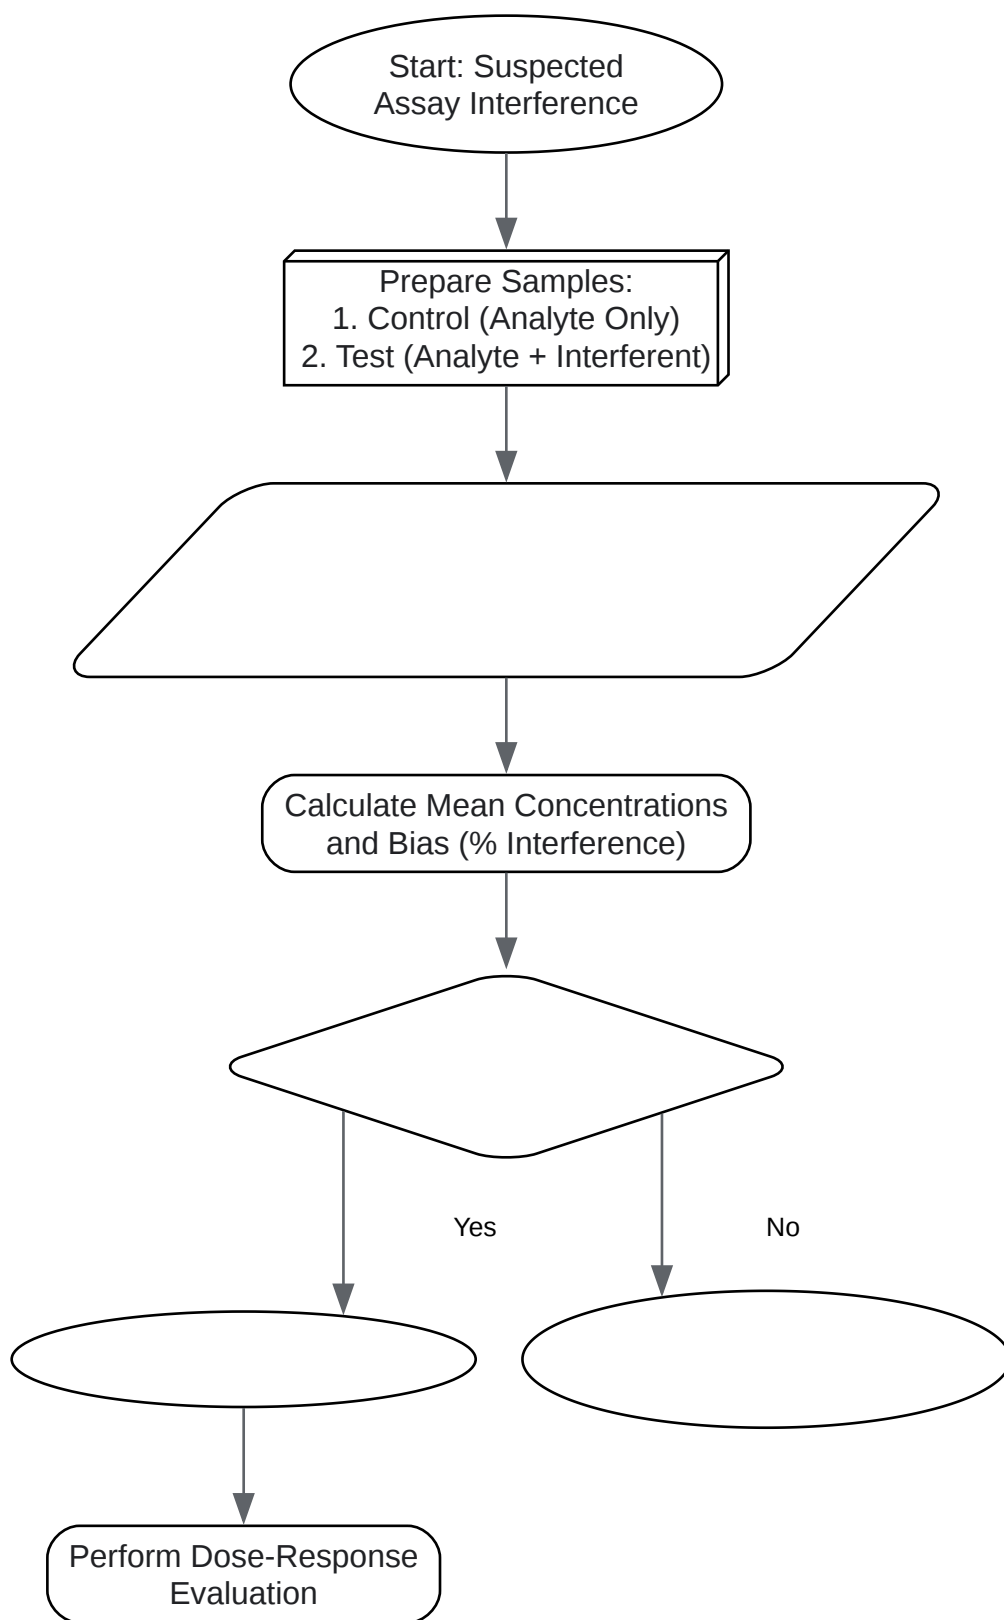 Start: Suspected
Assay Interference
Prepare Samples:
1. Control (Analyte Only)
2. Test (Analyte + Interferent)
Calculate Mean Concentrations
and Bias (% Interference)
Yes
No
Perform Dose-Response
Evaluation